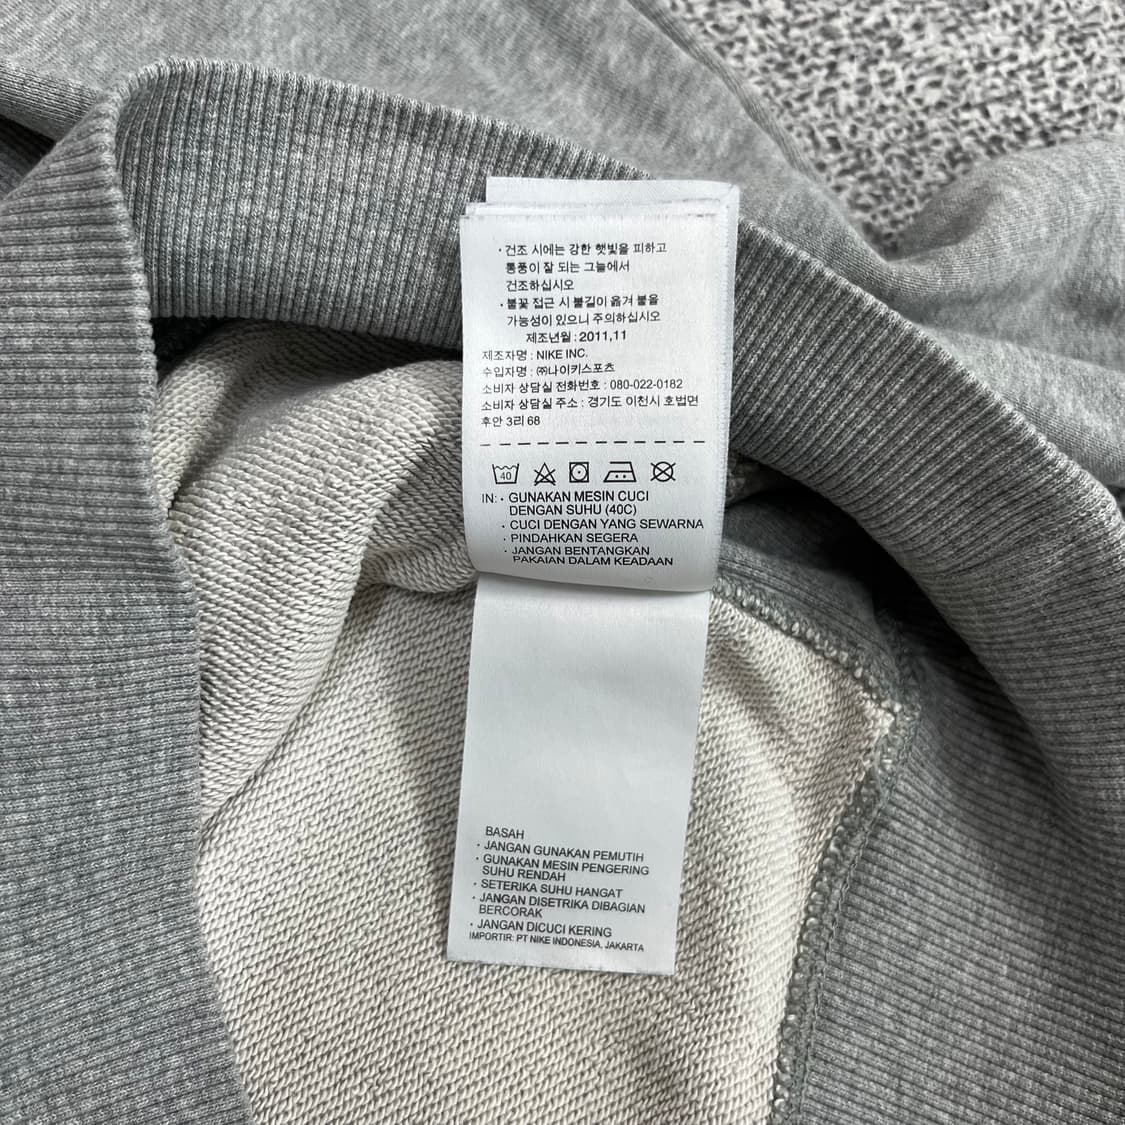 • 건조 시에는 강한 햇빛을 피하고
통풍이 잘 되는 그늘에서
건조하십시오
• 불꽃 접근 시 불길이 옮겨 붙을
가능성이 있으니 주의하십시오
제조년월 : 2011,11
제조자명 : NIKE INC.
수입자명 : ㈜나이키스포츠
소비자 상담실 전화번호 : 080-022-0182
소비자 상담실 주소 : 경기도 이천시 호법면
후안 3리 68
40
IN: • GUNAKAN MESIN CUCI
DENGAN SUHU (40C)
• CUCI DENGAN YANG SEWARNA
• PINDAHKAN SEGERA
• JANGAN BENTANGKAN
PAKAIAN DALAM KEADAAN
BASAH
• JANGAN GUNAKAN PEMUTIH
• GUNAKAN MESIN PENGERING
SUHU RENDAH
• SETERIKA SUHU HANGAT
• JANGAN DISETRIKA DIBAGIAN
BERCORAK
• JANGAN DICUCI KERING
IMPORTIR: PT NIKE INDONESIA, JAKARTA